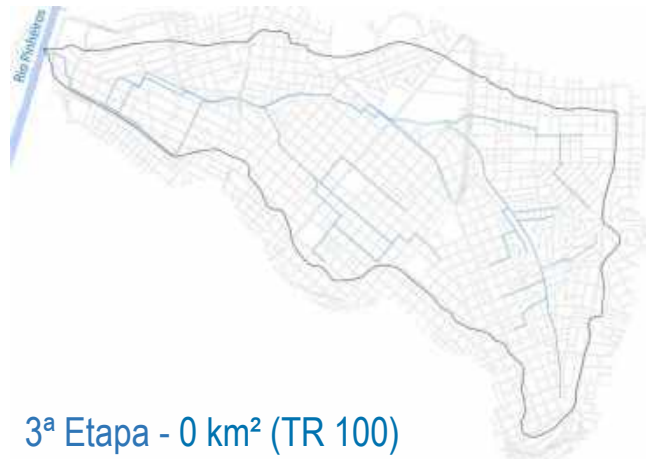 Rio Pinheiros
3ª Etapa - 0 km² (TR 100)